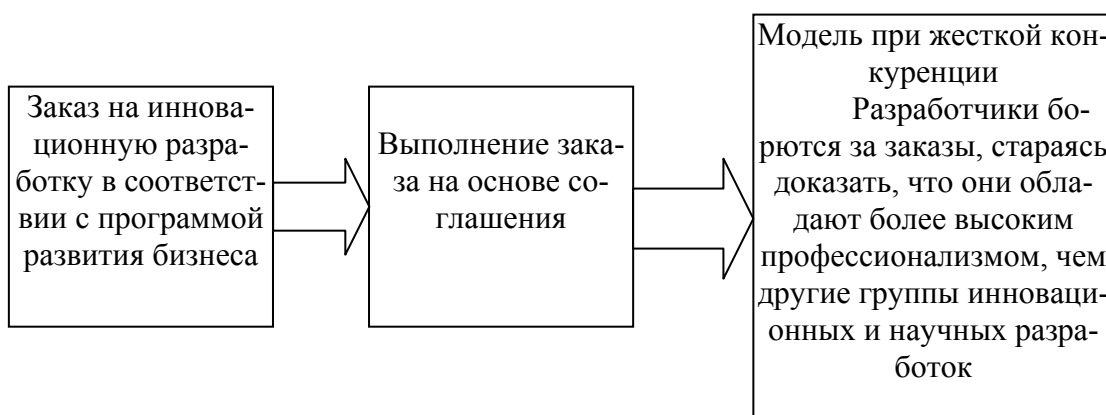 Заказ на иннова-
ционную разра-
ботку в соответст-
вии с программой
развития бизнеса
Выполнение зака-
за на основе со-
глашения
Модель при жесткой кон-
куренции
Разработчики бо-
рются за заказы, стараясь
доказать, что они обла-
дают более высоким
профессионализмом, чем
другие группы инноваци-
онных и научных разра-
боток